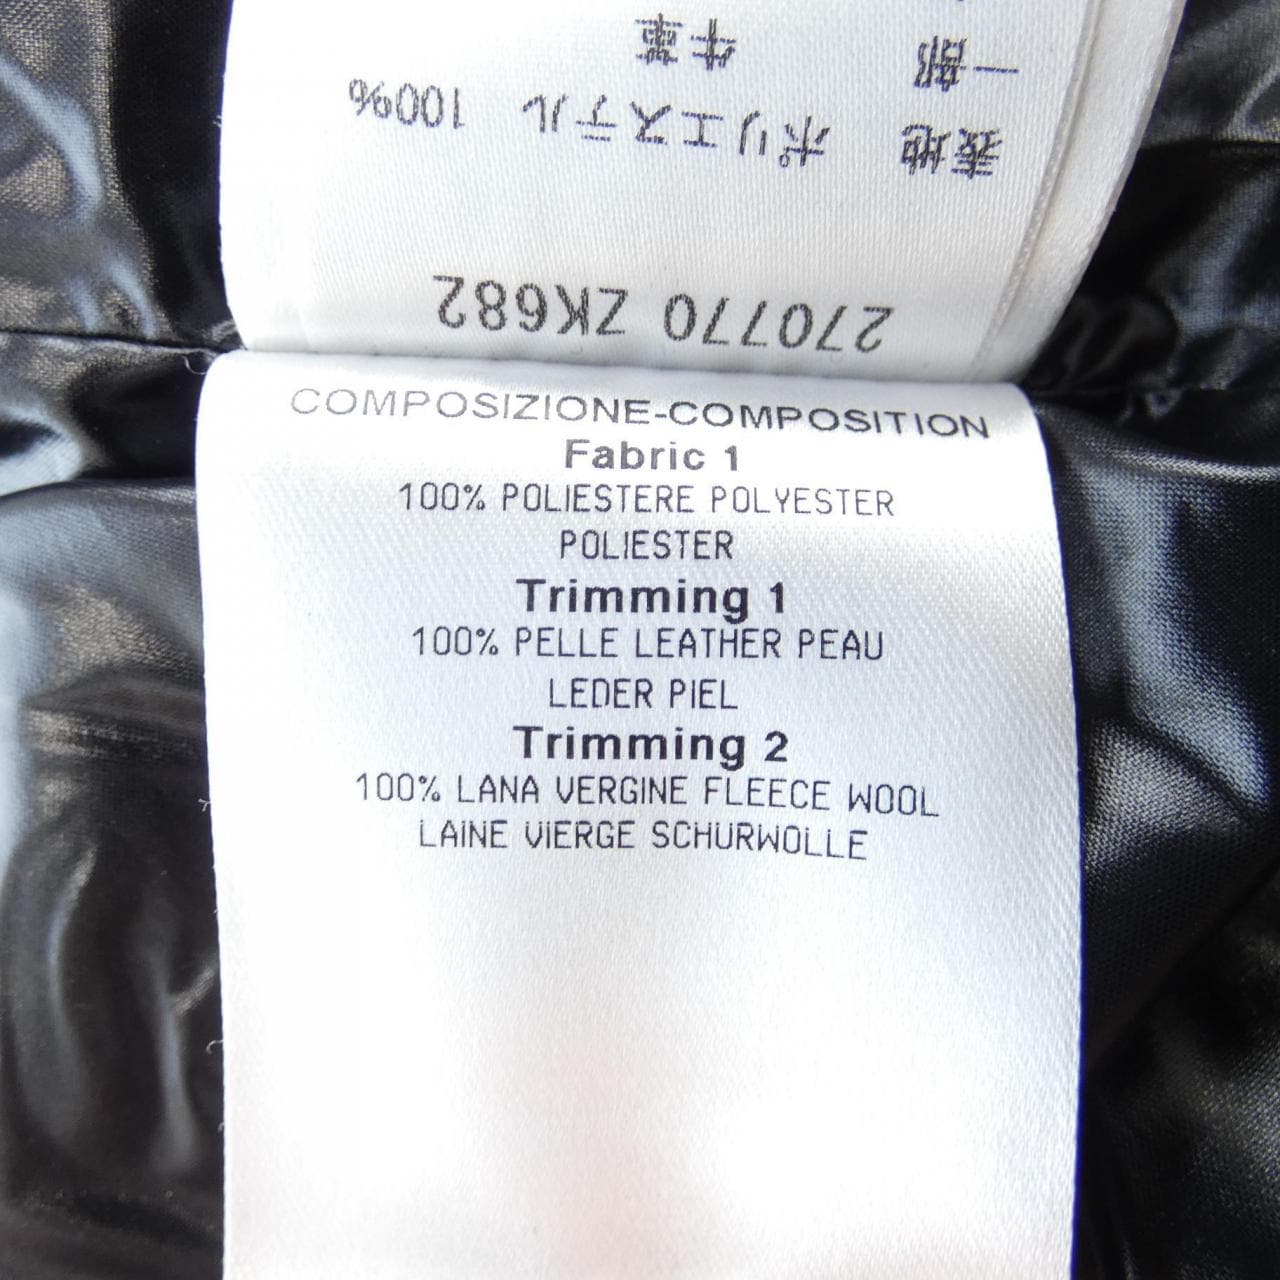 270770 ZK682
ポリエステル 100%
一部 牛革
COMPOSIZIONE-COMPOSITION
Fabric 1
100% POLIESTERE POLYESTER
POLIESTER
Trimming 1
100% PELLE LEATHER PEAU
LEDER PIEL
Trimming 2
100% LANA VERGINE FLEECE WOOL
LAINE VIERGE SCHURWOLLE